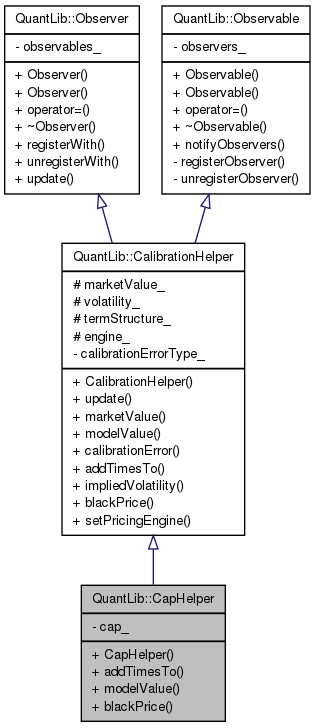 QuantLib::Observer
- observables_
+ Observer()
+ Observer()
+ operator=()
+ ~Observer()
+ registerWith()
+ unregisterWith()
+ update()
QuantLib::Observable
- observers_
+ Observable()
+ Observable()
+ operator=()
+ ~Observable()
+ notifyObservers()
- registerObserver()
- unregisterObserver()
QuantLib::CalibrationHelper
# marketValue_
# volatility_
# termStructure_
# engine_
- calibrationErrorType_
+ CalibrationHelper()
+ update()
+ marketValue()
+ modelValue()
+ calibrationError()
+ addTimesTo()
+ impliedVolatility()
+ blackPrice()
+ setPricingEngine()
QuantLib::CapHelper
- cap_
+ CapHelper()
+ addTimesTo()
+ modelValue()
+ blackPrice()